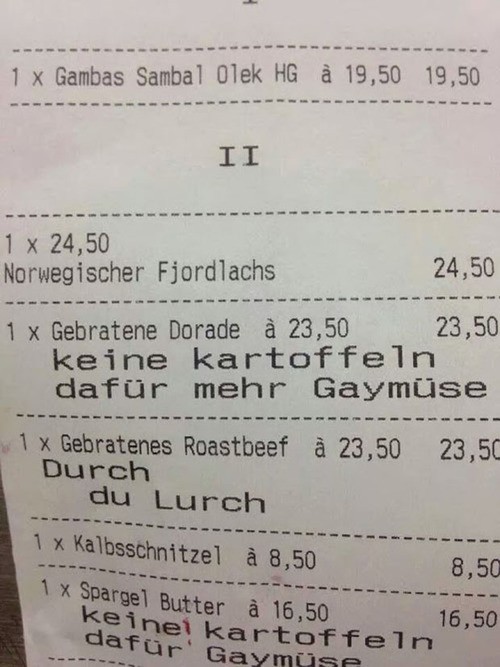 1 x Gambas Sambal Olek HG à 19,50 19,50
II
1 x 24,50
Norwegischer Fjordlachs 24,50
1 x Gebratene Dorade à 23,50 23,50
keine kartoffeln
dafür mehr Gaymüse
1 x Gebratenes Roastbeef à 23,50 23,50
Durch
du Lurch
1 x Kalbsschnitzel à 8,50 8,50
1 x Spargel Butter à 16,50 16,50
keine kartoffeln
dafür Gaymüse